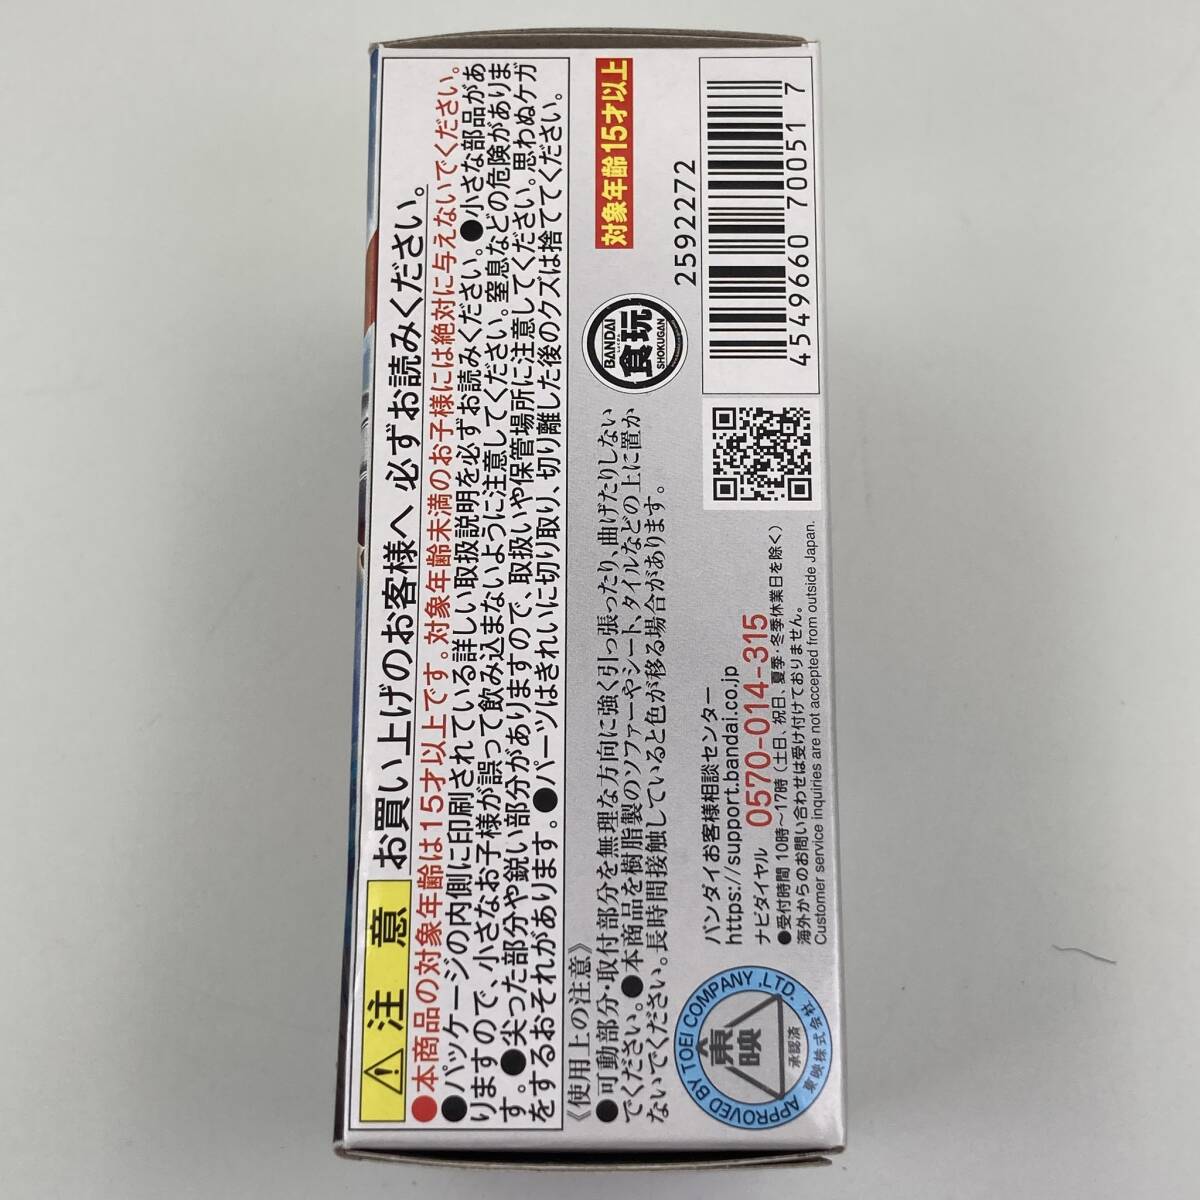 注意
お買い上げのお客様へ 必ずお読みください。
●本商品の対象年齢は15才以上です。対象年齢未満のお子様には絶対に与えないでください。
●パッケージの内側に印刷されている詳しい取扱説明を必ずお読みください。●小さな部品があ
りますので、小さなお子様が誤って飲み込まないように注意してください。窒息などの危険がありま
す。●尖った部分や鋭い部分がありますので、取扱いや保管場所に注意してください。思わぬケガ
をするおそれがあります。●パーツはきれいに切り取り、切り離した後のクズは捨ててください。
《使用上の注意》
●可動部分・取付部分を無理な方向に強く引っ張ったり、曲げたりしない
でください。●本商品を樹脂製のソファーやシート、タイルなどの上に置か
ないでください。長時間接触していると色が移る場合があります。
対象年齢15才以上
BANDAI
食玩
SHOKUGAN
2592272
4549660 700517
バンダイお客様相談センター
https://support.bandai.co.jp
ナビダイヤル 0570-014-315
●受付時間 10時～17時 (土日、祝日、夏季・冬季休業日を除く)
海外からのお問い合わせは受け付けておりません。
Customer service inquiries are not accepted from outside Japan.
APPROVED BY TOEI COMPANY ,LTD.
東映
承認済
東映株式会社